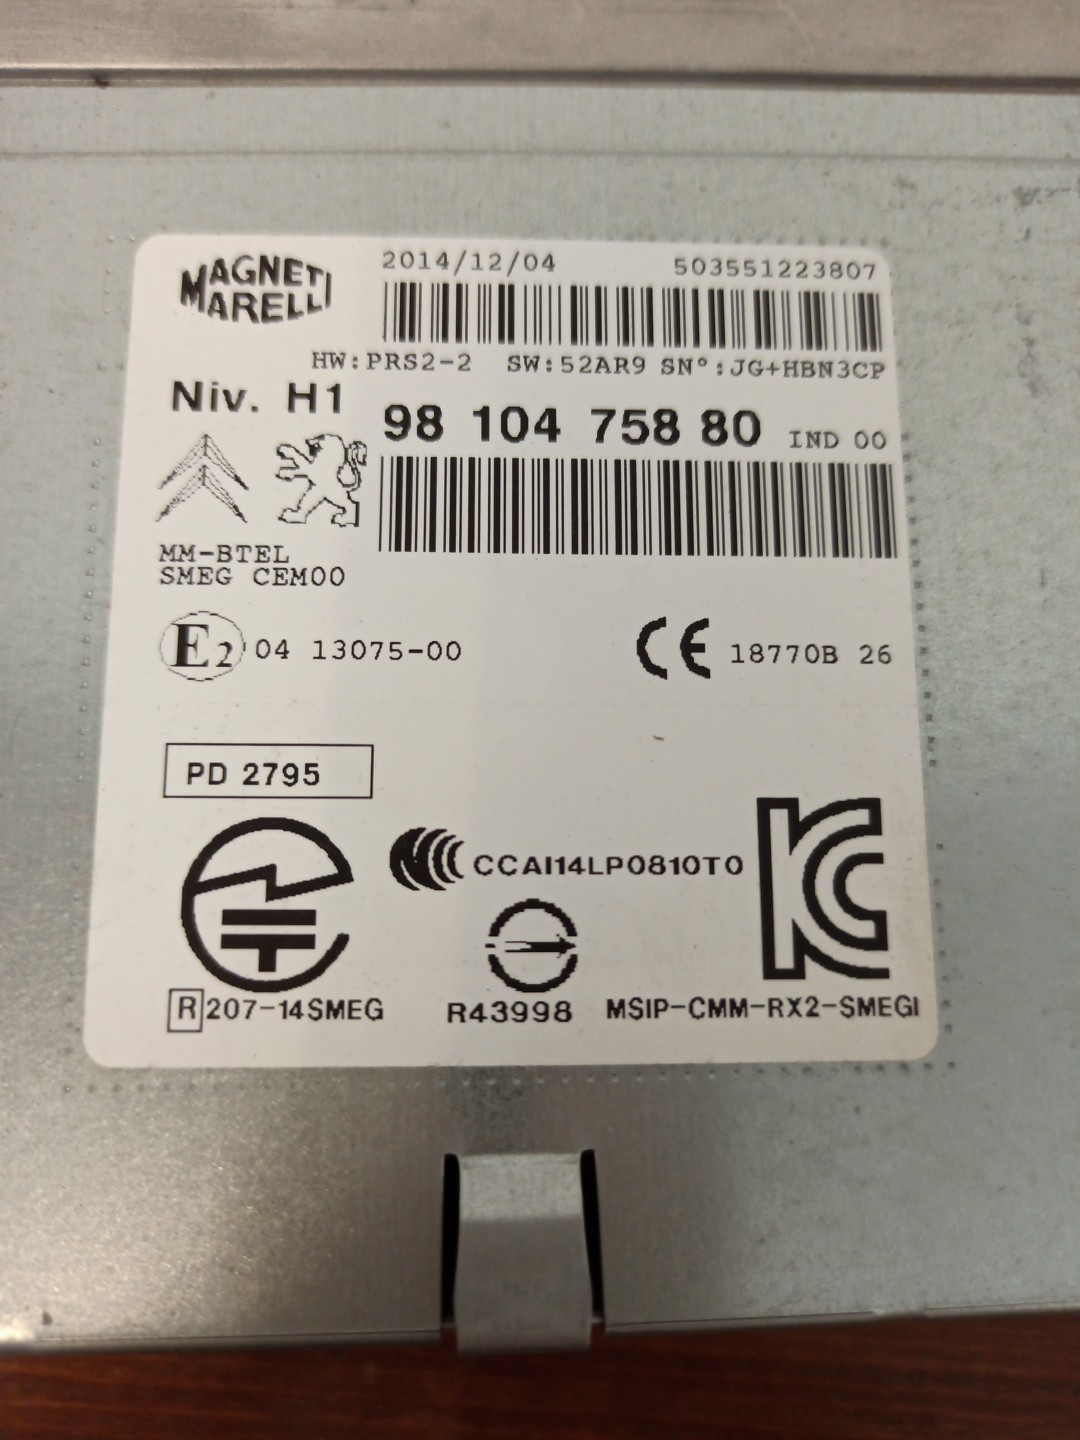 MAGNETI
MARELLI
2014/12/04 503551223807
HW:PRS2-2 SW:52AR9 SN°:JG+HBN3CP
Niv. H1
98 104 758 80 IND 00
MM-BTEL
SMEG CEM00
E2 04 13075-00
CE 18770B 26
PD 2795
CCAI14LP0810T0
R 207-14SMEG
R43998
MSIP-CMM-RX2-SMEGI